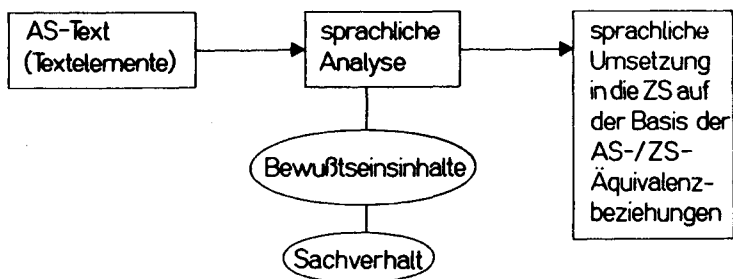 AS-Text
(Textelemente)
sprachliche
Analyse
sprachliche
Umsetzung
in die ZS auf
der Basis der
AS-/ZS-
Äquivalenz-
beziehungen
Bewußtseinsinhalte
Sachverhalt